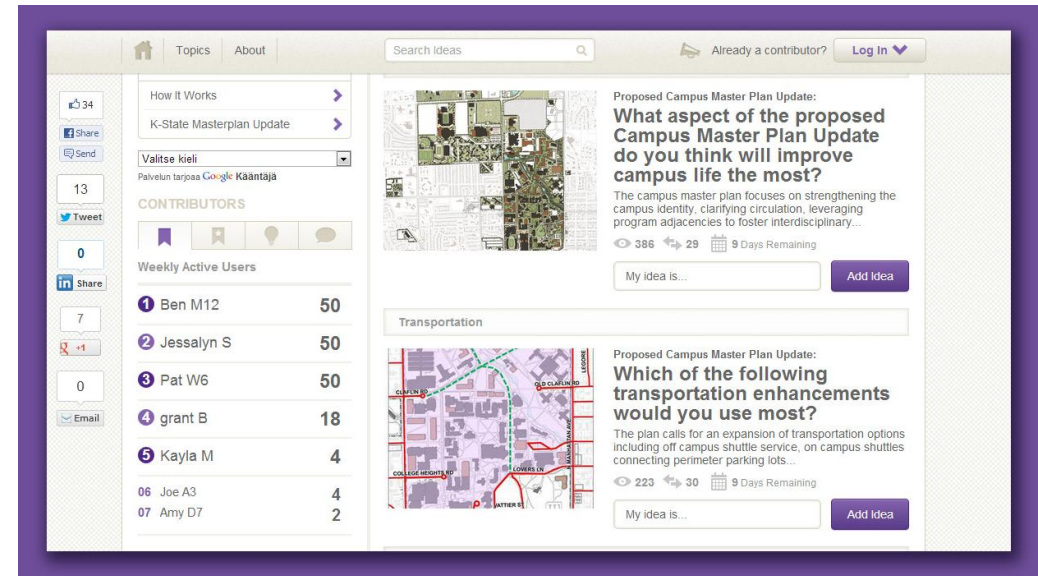 Topics About Search Ideas Already a contributor? Log In
34
Share
Send
13
Tweet
0
in Share
7
+1
0
Email
How It Works
K-State Masterplan Update
Valitse kieli
Palvelun tarjoaa Google Kääntäjä
CONTRIBUTORS
Weekly Active Users
1 Ben M12 50
2 Jessalyn S 50
3 Pat W6 50
4 grant B 18
5 Kayla M 4
06 Joe A3 4
07 Amy D7 2
Proposed Campus Master Plan Update:
What aspect of the proposed
Campus Master Plan Update
do you think will improve
campus life the most?
The campus master plan focuses on strengthening the
campus identity, clarifying circulation, leveraging
program adjacencies to foster interdisciplinary...
386 29 9 Days Remaining
My idea is... Add Idea
Transportation
CLAFLIN RD
OLD CLAFLIN RD
LEGORE
N MANHATTAN AVE
COLLEGE HEIGHTS RD
LOVERS LN
VATTIER ST
Proposed Campus Master Plan Update:
Which of the following
transportation enhancements
would you use most?
The plan calls for an expansion of transportation options
including off campus shuttle service, on campus shuttles
connecting perimeter parking lots...
223 30 9 Days Remaining
My idea is... Add Idea